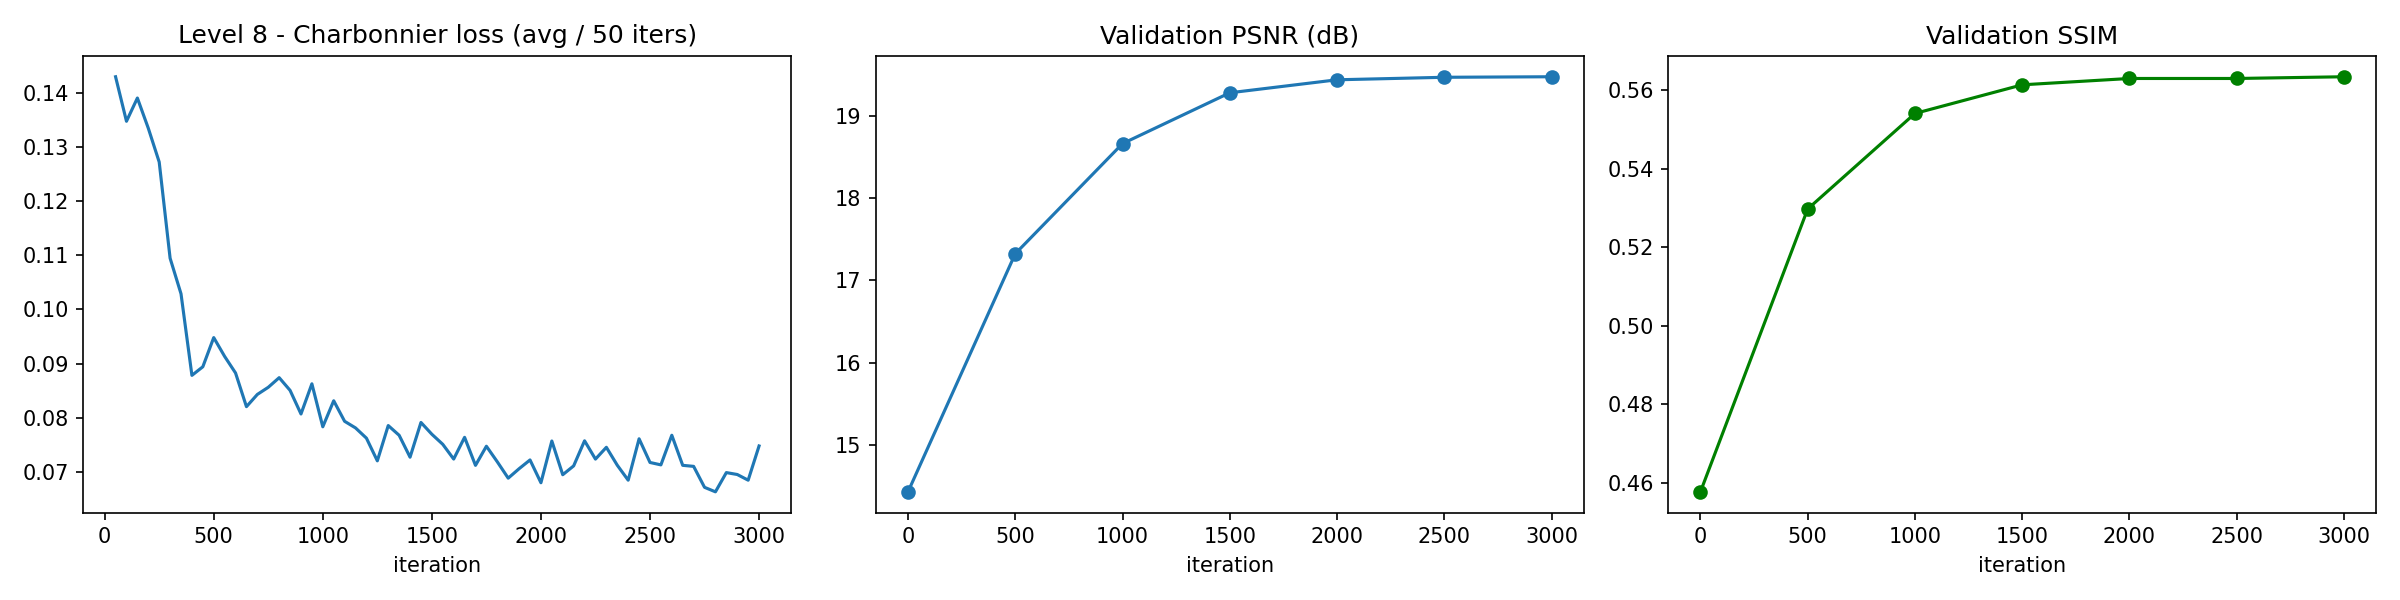 Level 8 - Charbonnier loss (avg / 50 iters)
0.14
0.13
0.12
0.11
0.10
0.09
0.08
0.07
0 500 1000 1500 2000 2500 3000
iteration
Validation PSNR (dB)
19
18
17
16
15
0 500 1000 1500 2000 2500 3000
iteration
Validation SSIM
0.56
0.54
0.52
0.50
0.48
0.46
0 500 1000 1500 2000 2500 3000
iteration